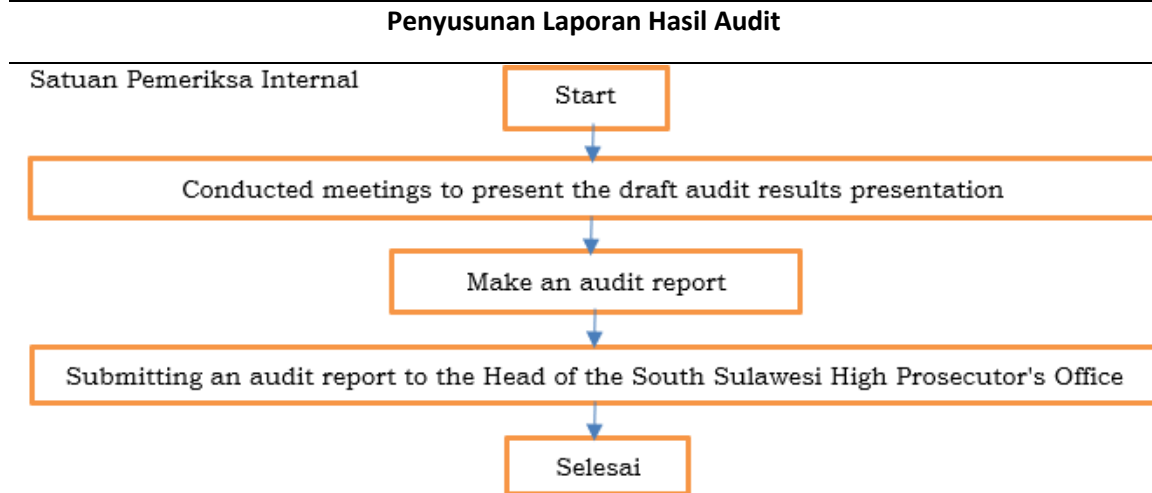 Penyusunan Laporan Hasil Audit
Satuan Pemeriksa Internal
Start
Conducted meetings to present the draft audit results presentation
Make an audit report
Submitting an audit report to the Head of the South Sulawesi High Prosecutor's Office
Selesai